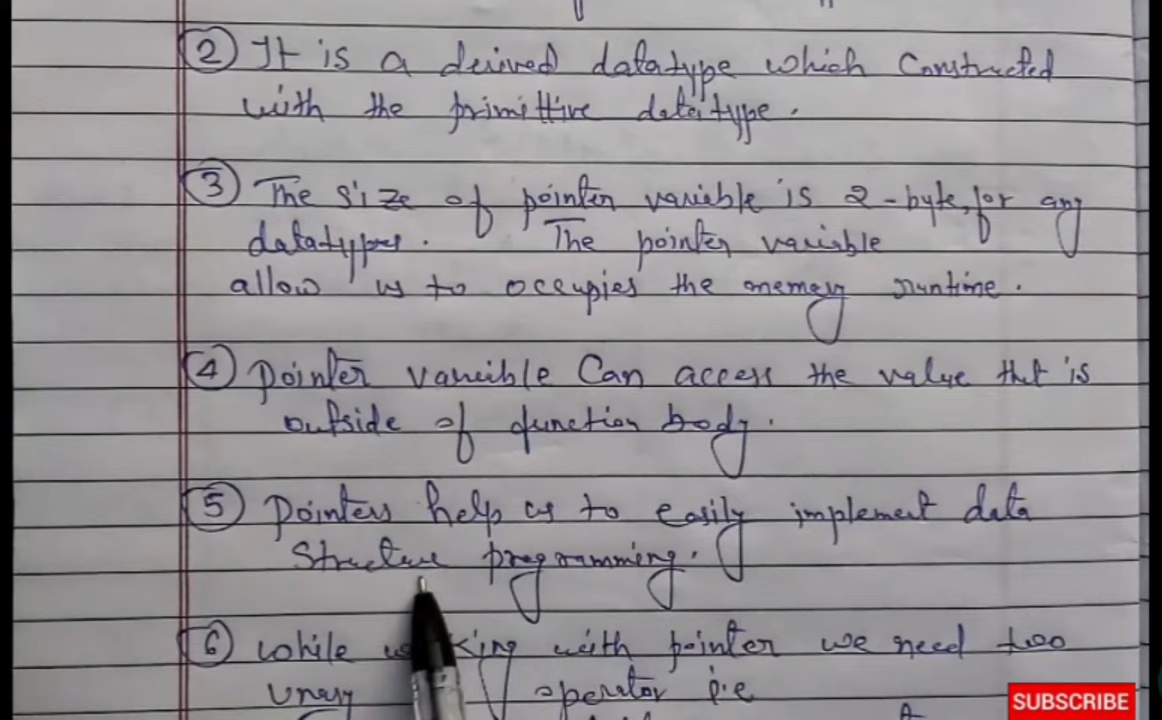 ② It is a derived datatype which Constructed
with the primittive datatype.
③ The size of pointer variable is 2-byte, for any
datatypes. The pointer variable
allow us to occupies the memory runtime.
④ Pointer variable Can access the value that is
outside of function body.
⑤ Pointers help us to easily implement data
Structure programming.
⑥ while with pointer we need two
Unary operator i.e
SUBSCRIBE